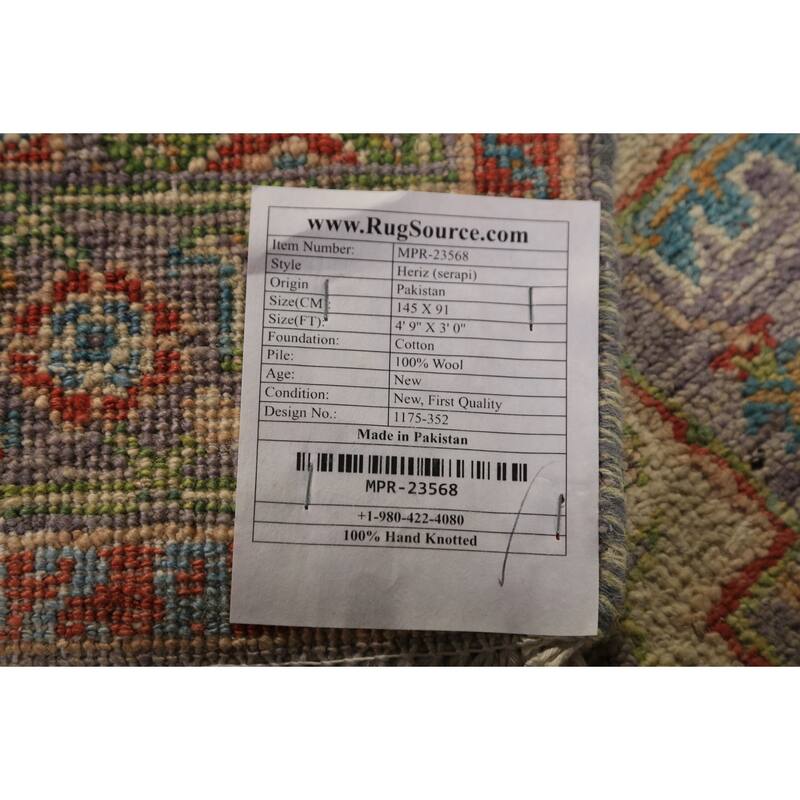 www.RugSource.com
Item Number: MPR-23568
Style Heriz (serapi)
Origin Pakistan
Size(CM 145 X 91
Size(FT): 4' 9" X 3' 0"
Foundation: Cotton
Pile: 100% Wool
Age: New
Condition: New, First Quality
Design No.: 1175-352
Made in Pakistan
MPR-23568
+1-980-422-4080
100% Hand Knotted